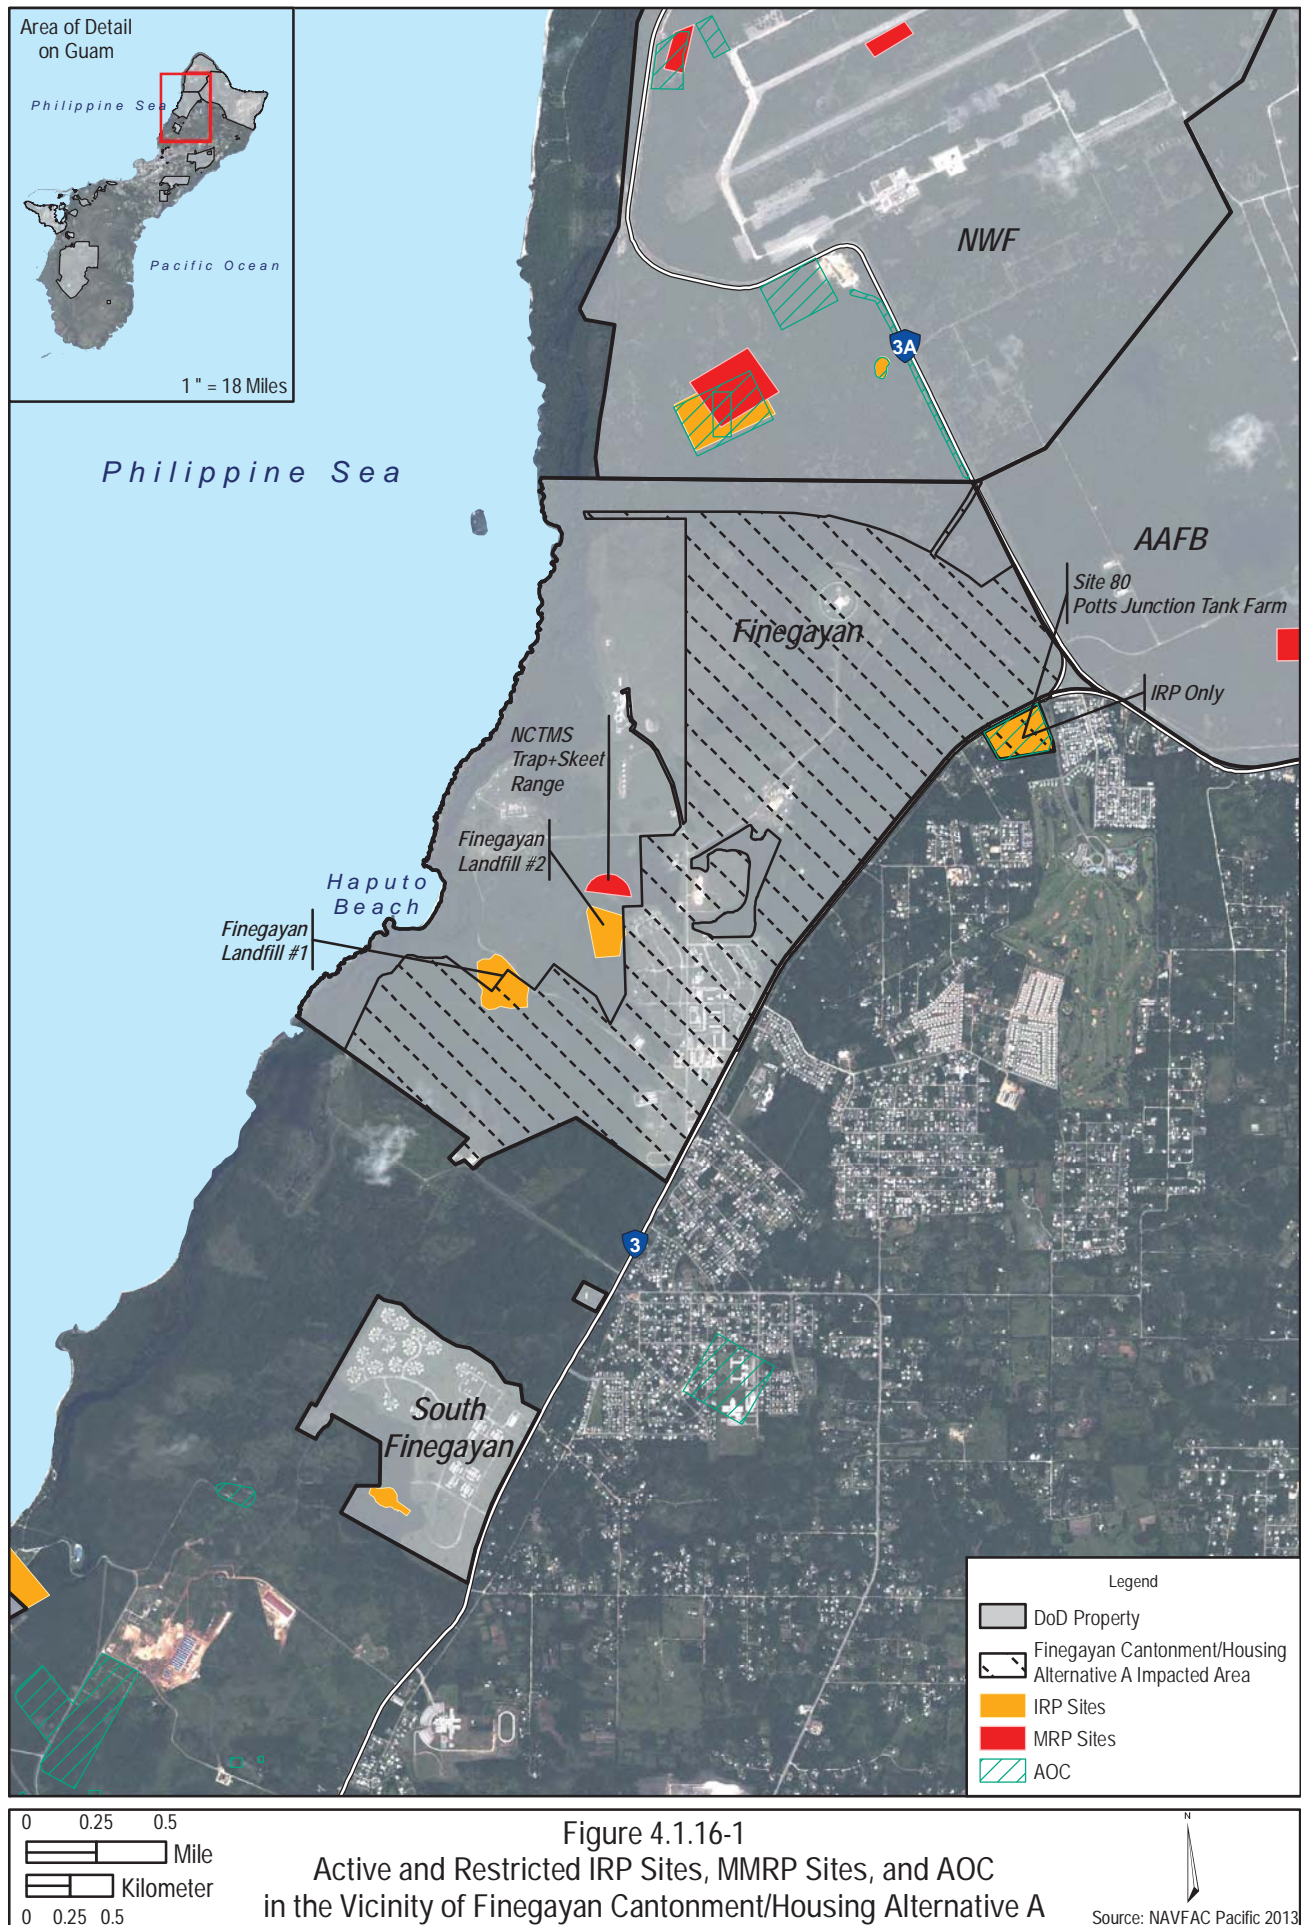 Area of Detail
on Guam
Philippine Sea
Pacific Ocean
1 " = 18 Miles
NWF
3A
Philippine Sea
AAFB
Site 80
Potts Junction Tank Farm
Finegayan
IRP Only
NCTMS
Trap+Skeet
Range
Finegayan
Landfill #2
Haputo
Beach
Finegayan
Landfill #1
3
South
Finegayan
Legend
DoD Property
Finegayan Cantonment/Housing
Alternative A Impacted Area
IRP Sites
MRP Sites
AOC
0 0.25 0.5
Mile
Kilometer
0 0.25 0.5
Figure 4.1.16-1
Active and Restricted IRP Sites, MMRP Sites, and AOC
in the Vicinity of Finegayan Cantonment/Housing Alternative A
N
Source: NAVFAC Pacific 2013